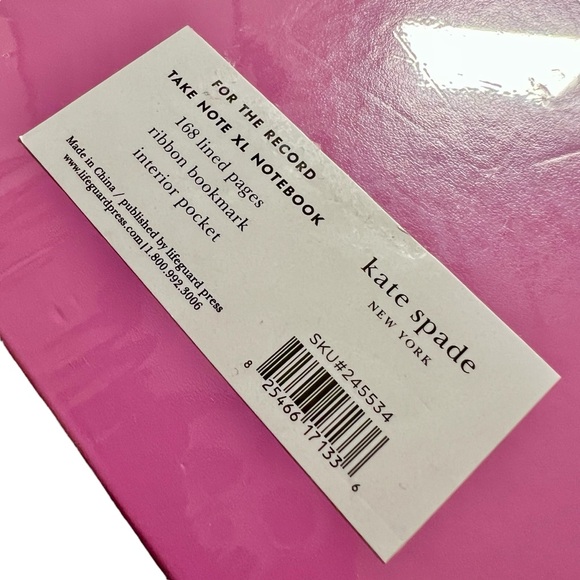 FOR THE RECORD
TAKE NOTE XL NOTEBOOK
168 lined pages
ribbon bookmark
interior pocket
Made in China / published by lifeguard press
www.lifeguardpress.com|1.800.992.3006
kate spade
NEW YORK
SKU#245534
8 25466 17133 6